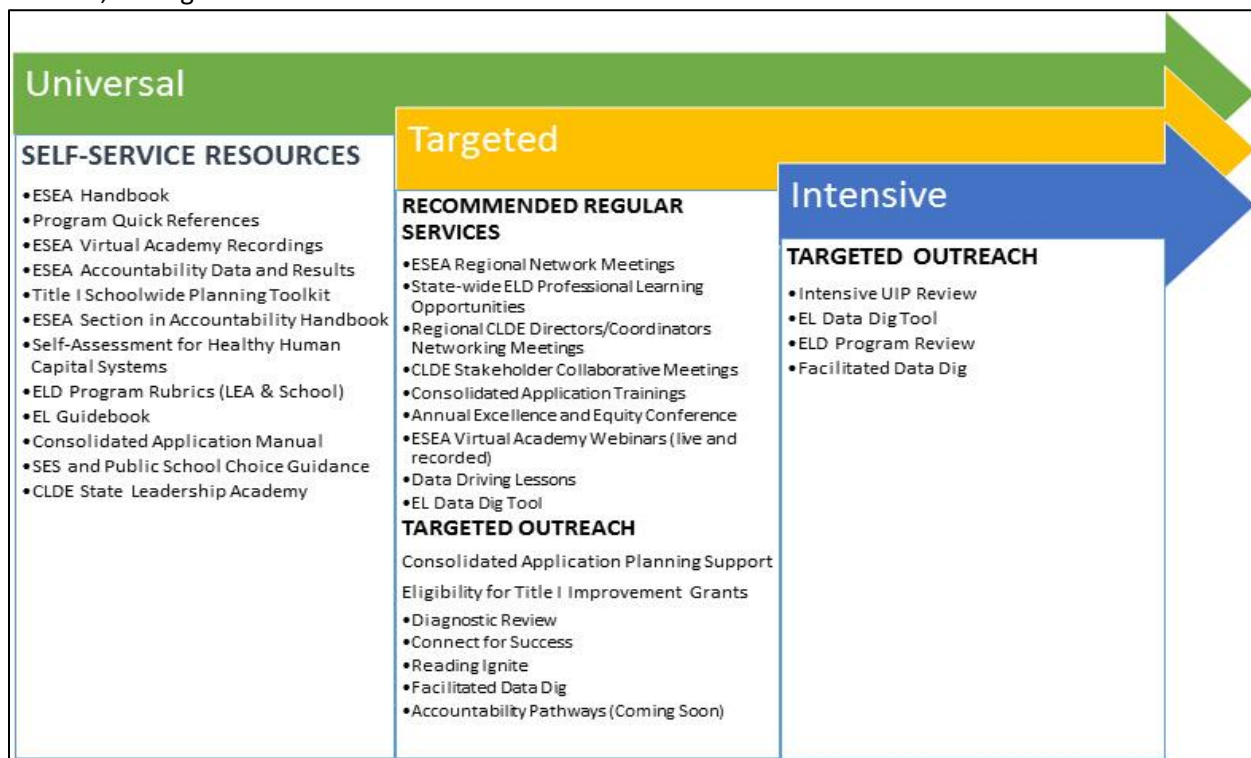 Universal
SELF-SERVICE RESOURCES
•ESEA Handbook
•Program Quick References
•ESEA Virtual Academy Recordings
•ESEA Accountability Data and Results
•Title I Schoolwide Planning Toolkit
•ESEA Section in Accountability Handbook
•Self-Assessment for Healthy Human
Capital Systems
•ELD Program Rubrics (LEA & School)
•EL Guidebook
•Consolidated Application Manual
•SES and Public School Choice Guidance
•CLDE State Leadership Academy
Targeted
RECOMMENDED REGULAR
SERVICES
•ESEA Regional Network Meetings
•State-wide ELD Professional Learning
Opportunities
•Regional CLDE Directors/Coordinators
Networking Meetings
•CLDE Stakeholder Collaborative Meetings
•Consolidated Application Trainings
•Annual Excellence and Equity Conference
•ESEA Virtual Academy Webinars (live and
recorded)
•Data Driving Lessons
•EL Data Dig Tool
TARGETED OUTREACH
Consolidated Application Planning Support
Eligibility for Title I Improvement Grants
•Diagnostic Review
•Connect for Success
•Reading Ignite
•Facilitated Data Dig
•Accountability Pathways (Coming Soon)
Intensive
TARGETED OUTREACH
•Intensive UIP Review
•EL Data Dig Tool
•ELD Program Review
•Facilitated Data Dig